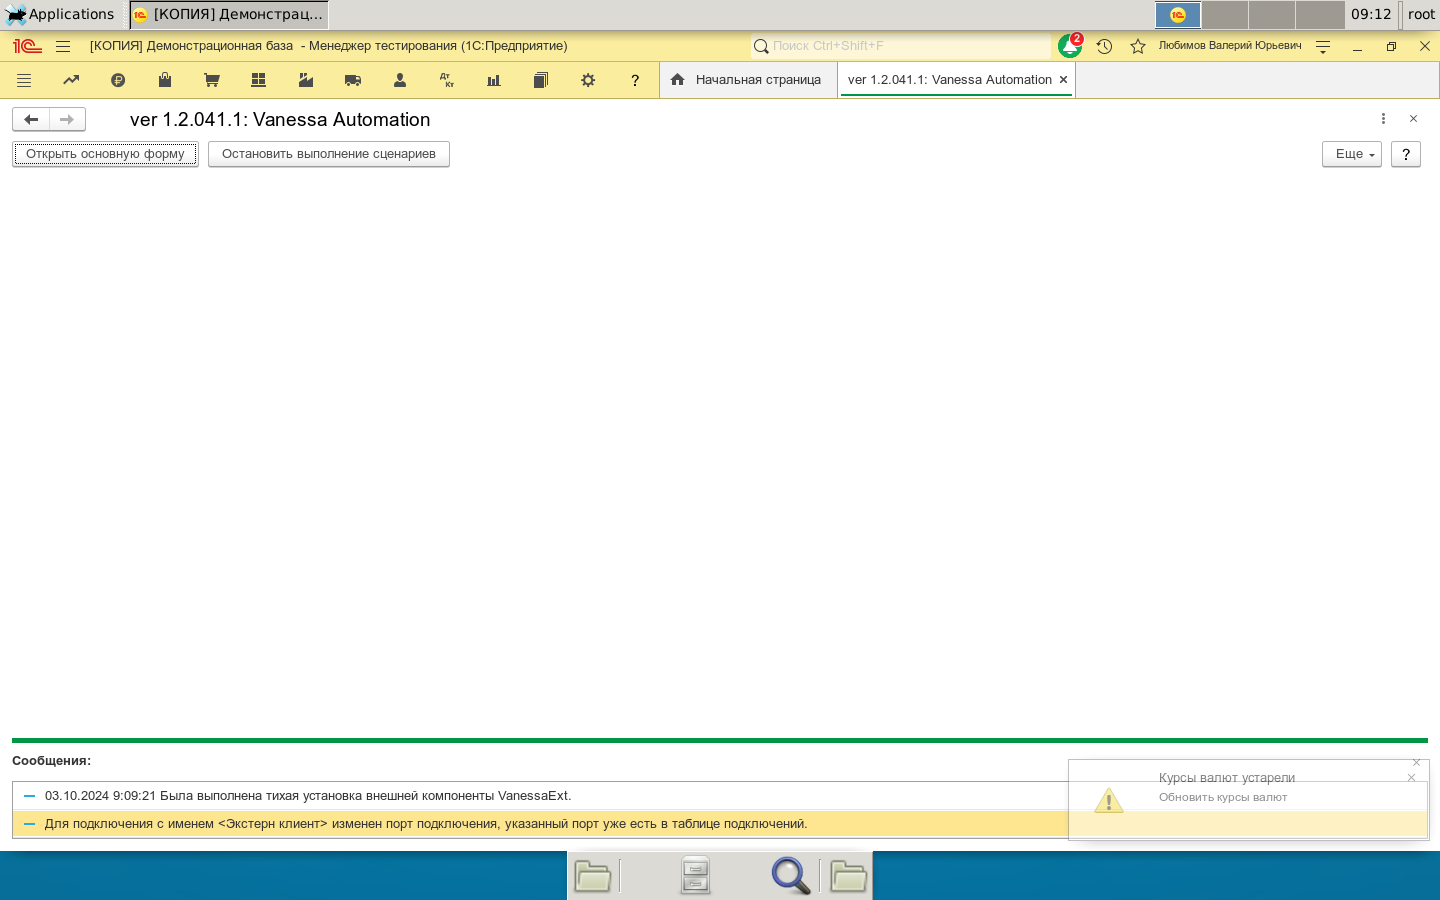 Applications
[КОПИЯ] Демонстрац...
09:12
root
[КОПИЯ] Демонстрационная база - Менеджер тестирования (1С:Предприятие)
Поиск Ctrl+Shift+F
2
Любимов Валерий Юрьевич
Дт
Кт
?
Начальная страница
ver 1.2.041.1: Vanessa Automation
ver 1.2.041.1: Vanessa Automation
Открыть основную форму
Остановить выполнение сценариев
Еще
?
Сообщения:
03.10.2024 9:09:21 Была выполнена тихая установка внешней компоненты VanessaExt.
Для подключения с именем <Экстерн клиент> изменен порт подключения, указанный порт уже есть в таблице подключений.
Курсы валют устарели
Обновить курсы валют